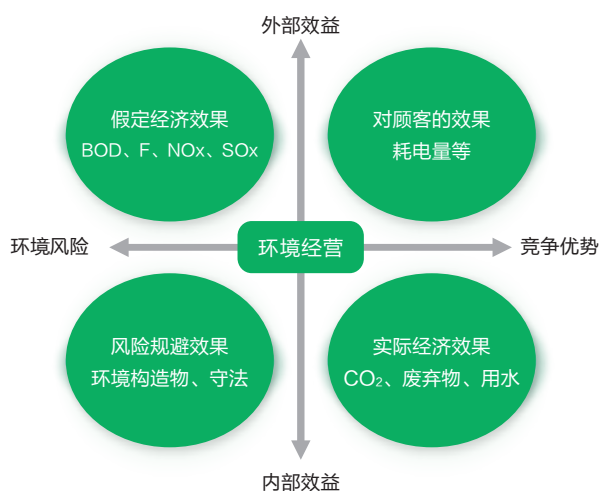 外部效益
假定经济效果
BOD、F、NOx、SOx
对顾客的效果
耗电量等
环境风险
环境经营
竞争优势
风险规避效果
环境构造物、守法
实际经济效果
CO₂、废弃物、用水
内部效益